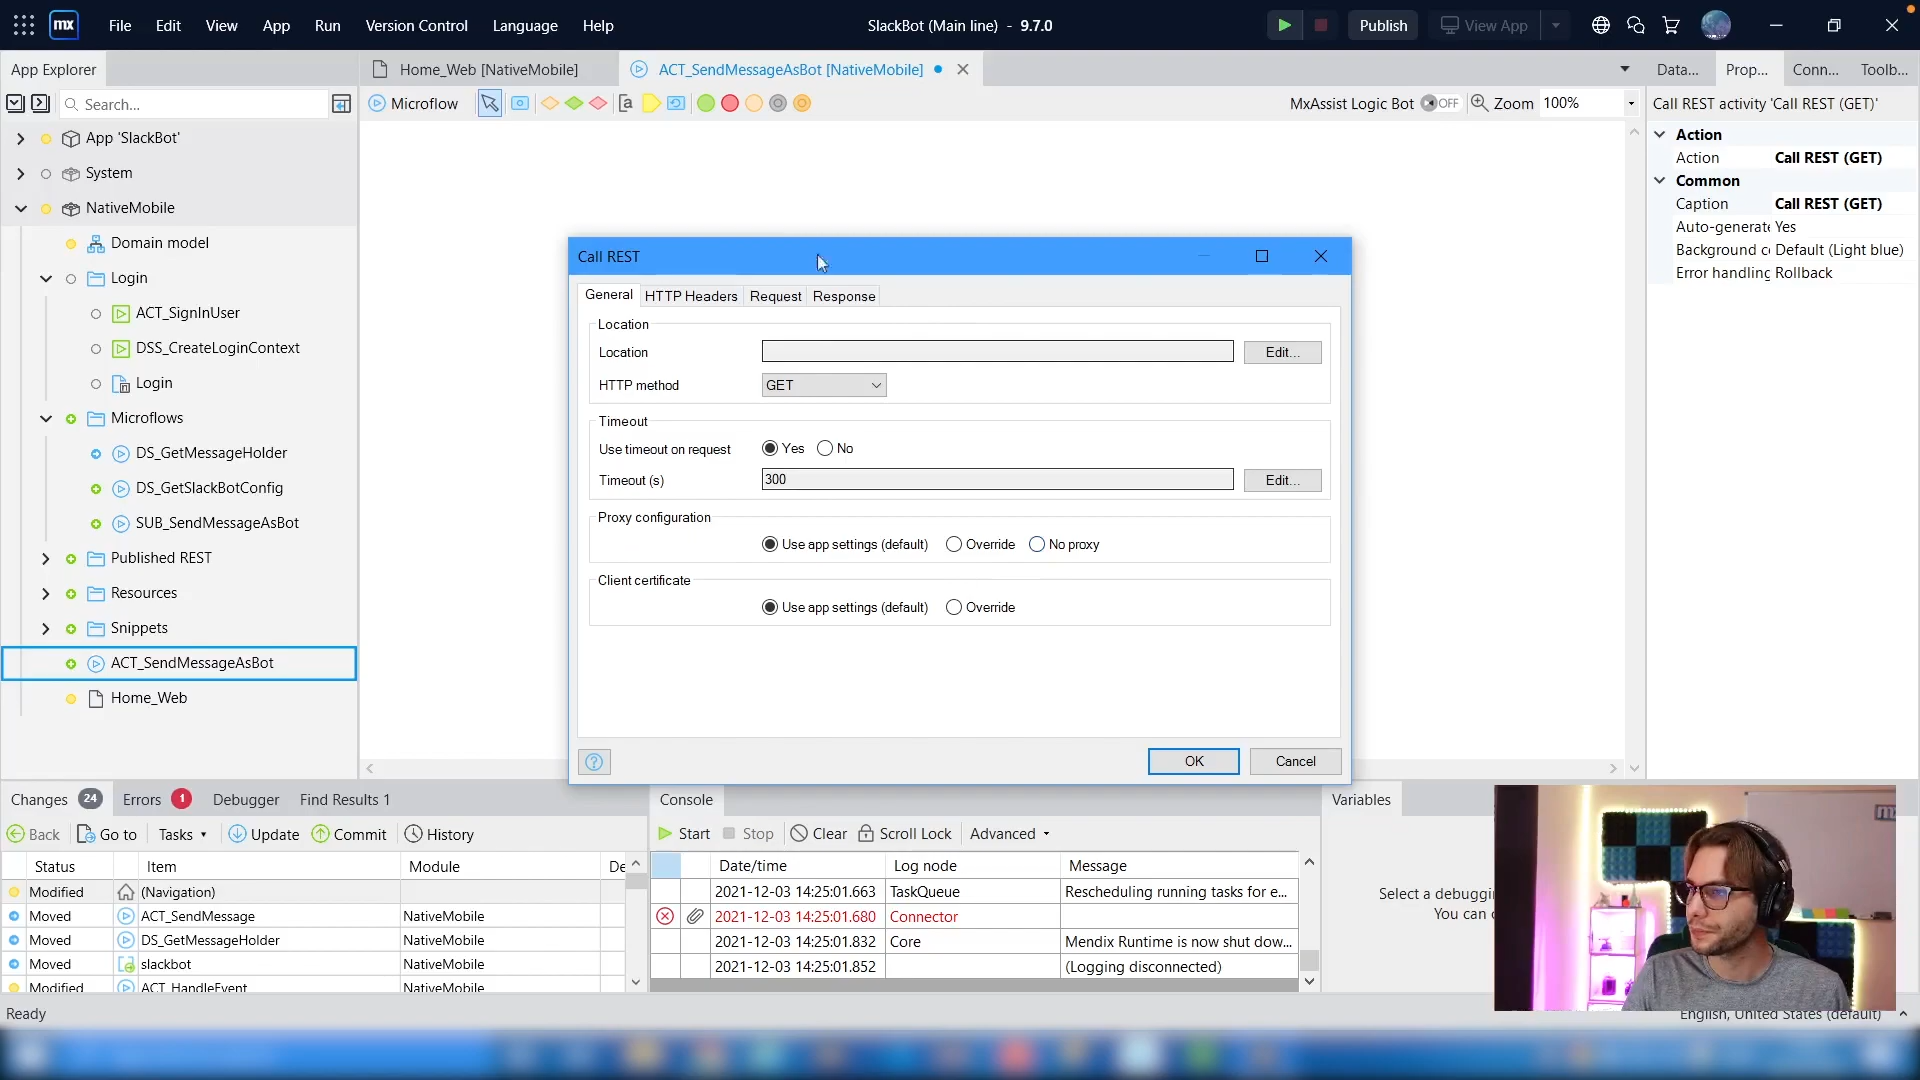 mx
File
Edit
View
App
Run
Version Control
Language
Help
SlackBot (Main line) - 9.7.0
Publish
View App
App Explorer
Home_Web [NativeMobile]
ACT_SendMessageAsBot [NativeMobile]
Data...
Prop...
Conn...
Toolb...
Search...
Microflow
MxAssist Logic Bot
OFF
Zoom
100%
Call REST activity 'Call REST (GET)'
App 'SlackBot'
System
NativeMobile
Domain model
Login
ACT_SignInUser
DSS_CreateLoginContext
Login
Microflows
DS_GetMessageHolder
DS_GetSlackBotConfig
SUB_SendMessageAsBot
Published REST
Resources
Snippets
ACT_SendMessageAsBot
Home_Web
Action
Action Call REST (GET)
Common
Caption Call REST (GET)
Auto-generate Yes
Background c Default (Light blue)
Error handling Rollback
Call REST
General
HTTP Headers
Request
Response
Location
Location
Edit...
HTTP method
GET
Timeout
Use timeout on request
Yes
No
Timeout (s)
300
Edit...
Proxy configuration
Use app settings (default)
Override
No proxy
Client certificate
Use app settings (default)
Override
OK
Cancel
Changes 24
Errors 1
Debugger
Find Results 1
Back
Go to
Tasks
Update
Commit
History
Status Item Module De
Modified (Navigation)
Moved ACT_SendMessage NativeMobile
Moved DS_GetMessageHolder NativeMobile
Moved slackbot NativeMobile
Modified ACT_HandleEvent NativeMobile
Console
Start
Stop
Clear
Scroll Lock
Advanced
Date/time Log node Message
2021-12-03 14:25:01.663 TaskQueue Rescheduling running tasks for e...
2021-12-03 14:25:01.680 Connector
2021-12-03 14:25:01.832 Core Mendix Runtime is now shut dow...
2021-12-03 14:25:01.852 (Logging disconnected)
Variables
Select a debuggin
You can
Ready
English, United States (default)